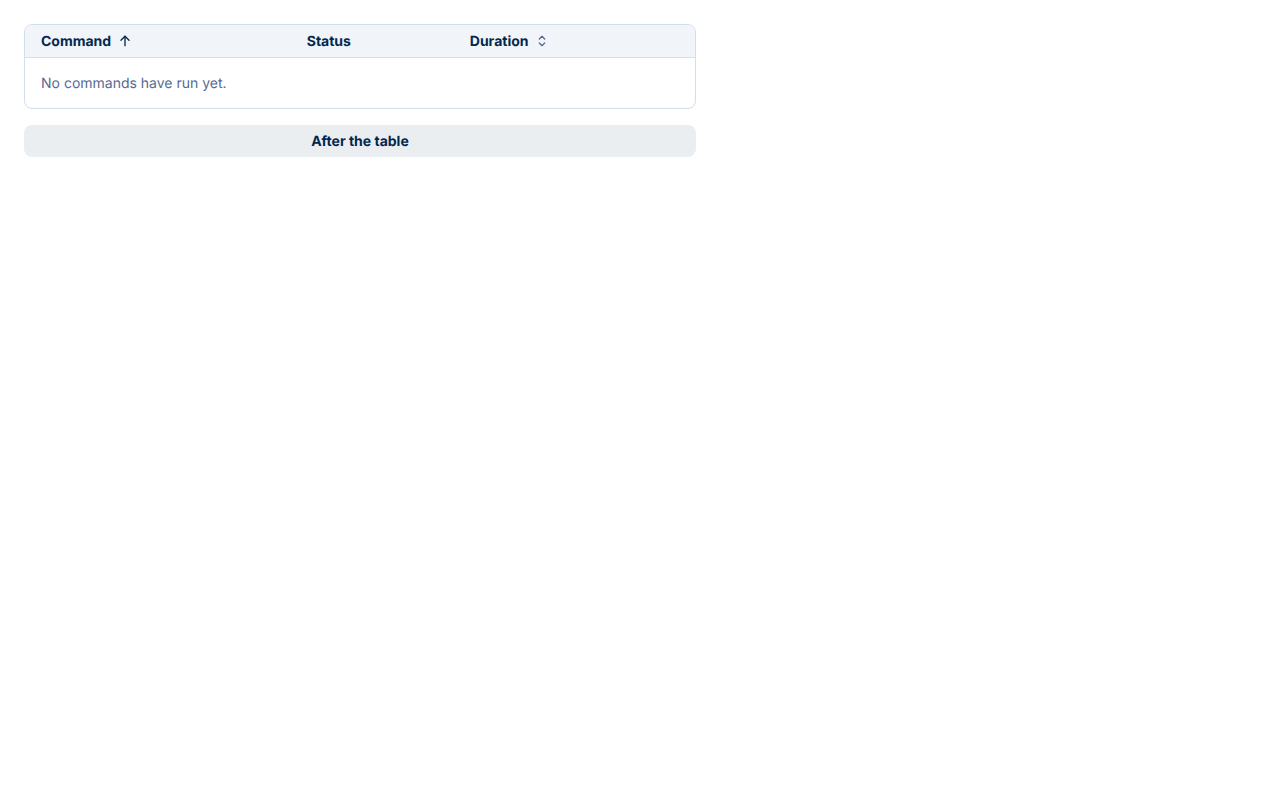 Command Status Duration
No commands have run yet.
After the table